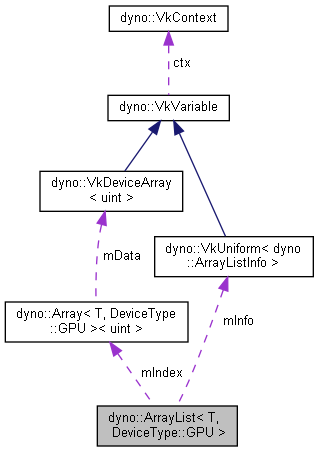 dyno::VkContext
ctx
dyno::VkVariable
dyno::VkDeviceArray
< uint >
dyno::VkUniform< dyno
::ArrayListInfo >
mData
dyno::Array< T, DeviceType
::GPU >< uint >
mInfo
mIndex
dyno::ArrayList< T,
DeviceType::GPU >